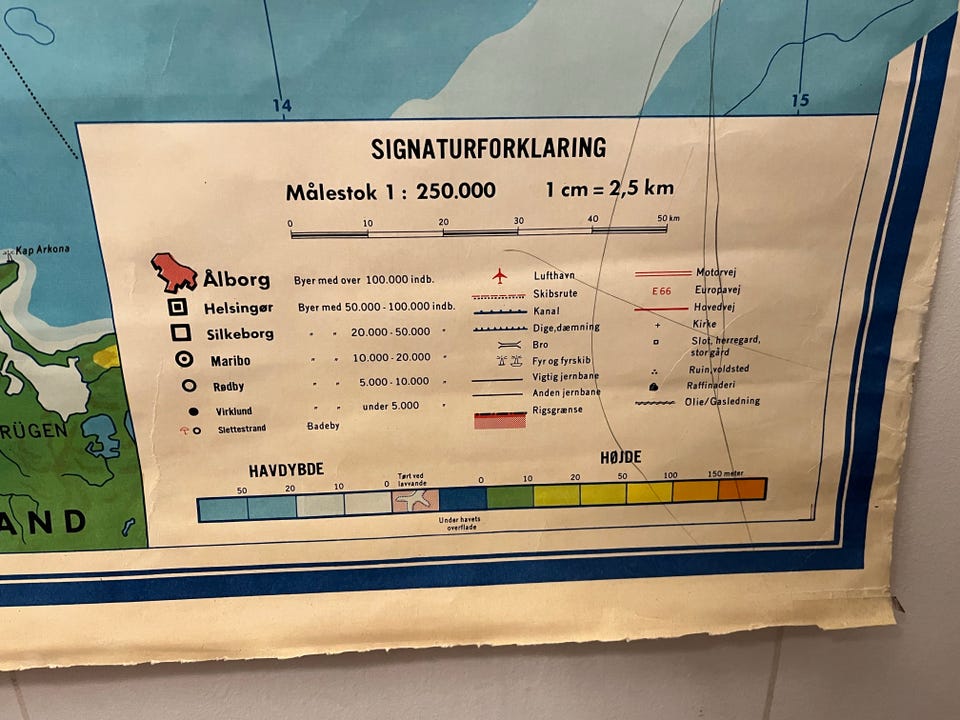 14
15
SIGNATURFORKLARING
Målestok 1 : 250.000 1 cm = 2,5 km
0 10 20 30 40 50 km
Kap Arkona
Ålborg Byer med over 100.000 indb.
Helsingør Byer med 50.000 - 100.000 indb.
Silkeborg " " 20.000 - 50.000 "
Maribo " " 10.000 - 20.000 "
Rødby " " 5.000 - 10.000 "
Virklund " " under 5.000 "
Slettestrand Badeby
Lufthavn
Skibsrute
Kanal
Dige, dæmning
Bro
Fyr og fyrskib
Vigtig jernbane
Anden jernbane
Rigsgrænse
Motorvej
E 66 Europavej
Hovedvej
Kirke
Slot, herregard,
storgård
Ruin, voldsted
Raffinaderi
Olie/Gasledning
RÜGEN
AND
HAVDYBDE
HØJDE
50 20 10 0 Tørt ved
lavvande
0 10 20 50 100 150 meter
Under havets
overflade